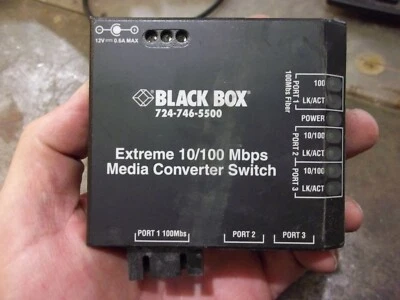 12V 0.6A MAX
BLACK BOX®
724-746-5500
Extreme 10/100 Mbps
Media Converter Switch
PORT 1
100Mbs Fiber
100
LK/ACT
POWER
PORT 2
10/100
LK/ACT
PORT 3
10/100
LK/ACT
PORT 1 100Mbs
PORT 2
PORT 3